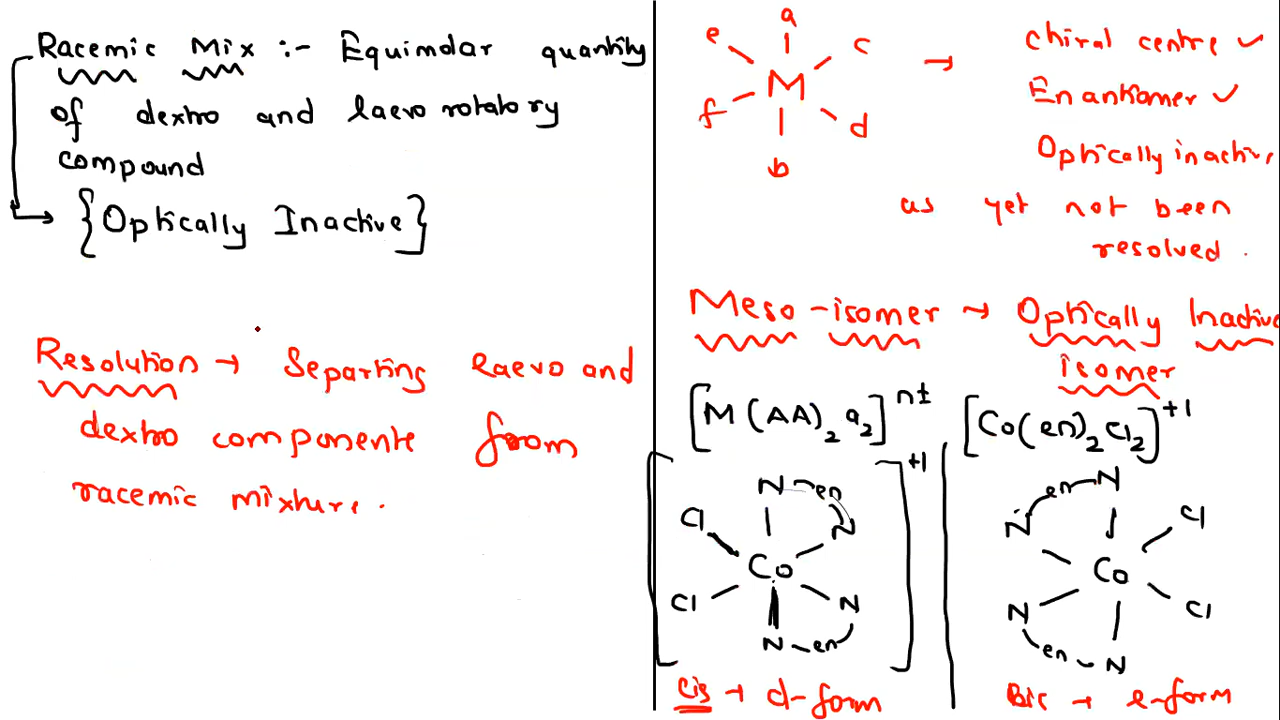 Racemic Mix :- Equimolar quantity
of dextro and laevo rotatory
compound
→ {Optically Inactive}
Resolution → Separting laevo and
dextro componente from
racemic mixture.
a
e c
M →
f d
b
chiral centre ✓
Enantiomer ✓
Optically inactive
as yet not been
resolved.
Meso-isomer → Optically Inactive
isomer
[M(AA)₂a₂]ⁿ± [Co(en)₂Cl₂]⁺¹
+1
N en
Cl N
Co
Cl N
N en
cis → d-form
en N
N Cl
Co
N Cl
en N
→ l-form